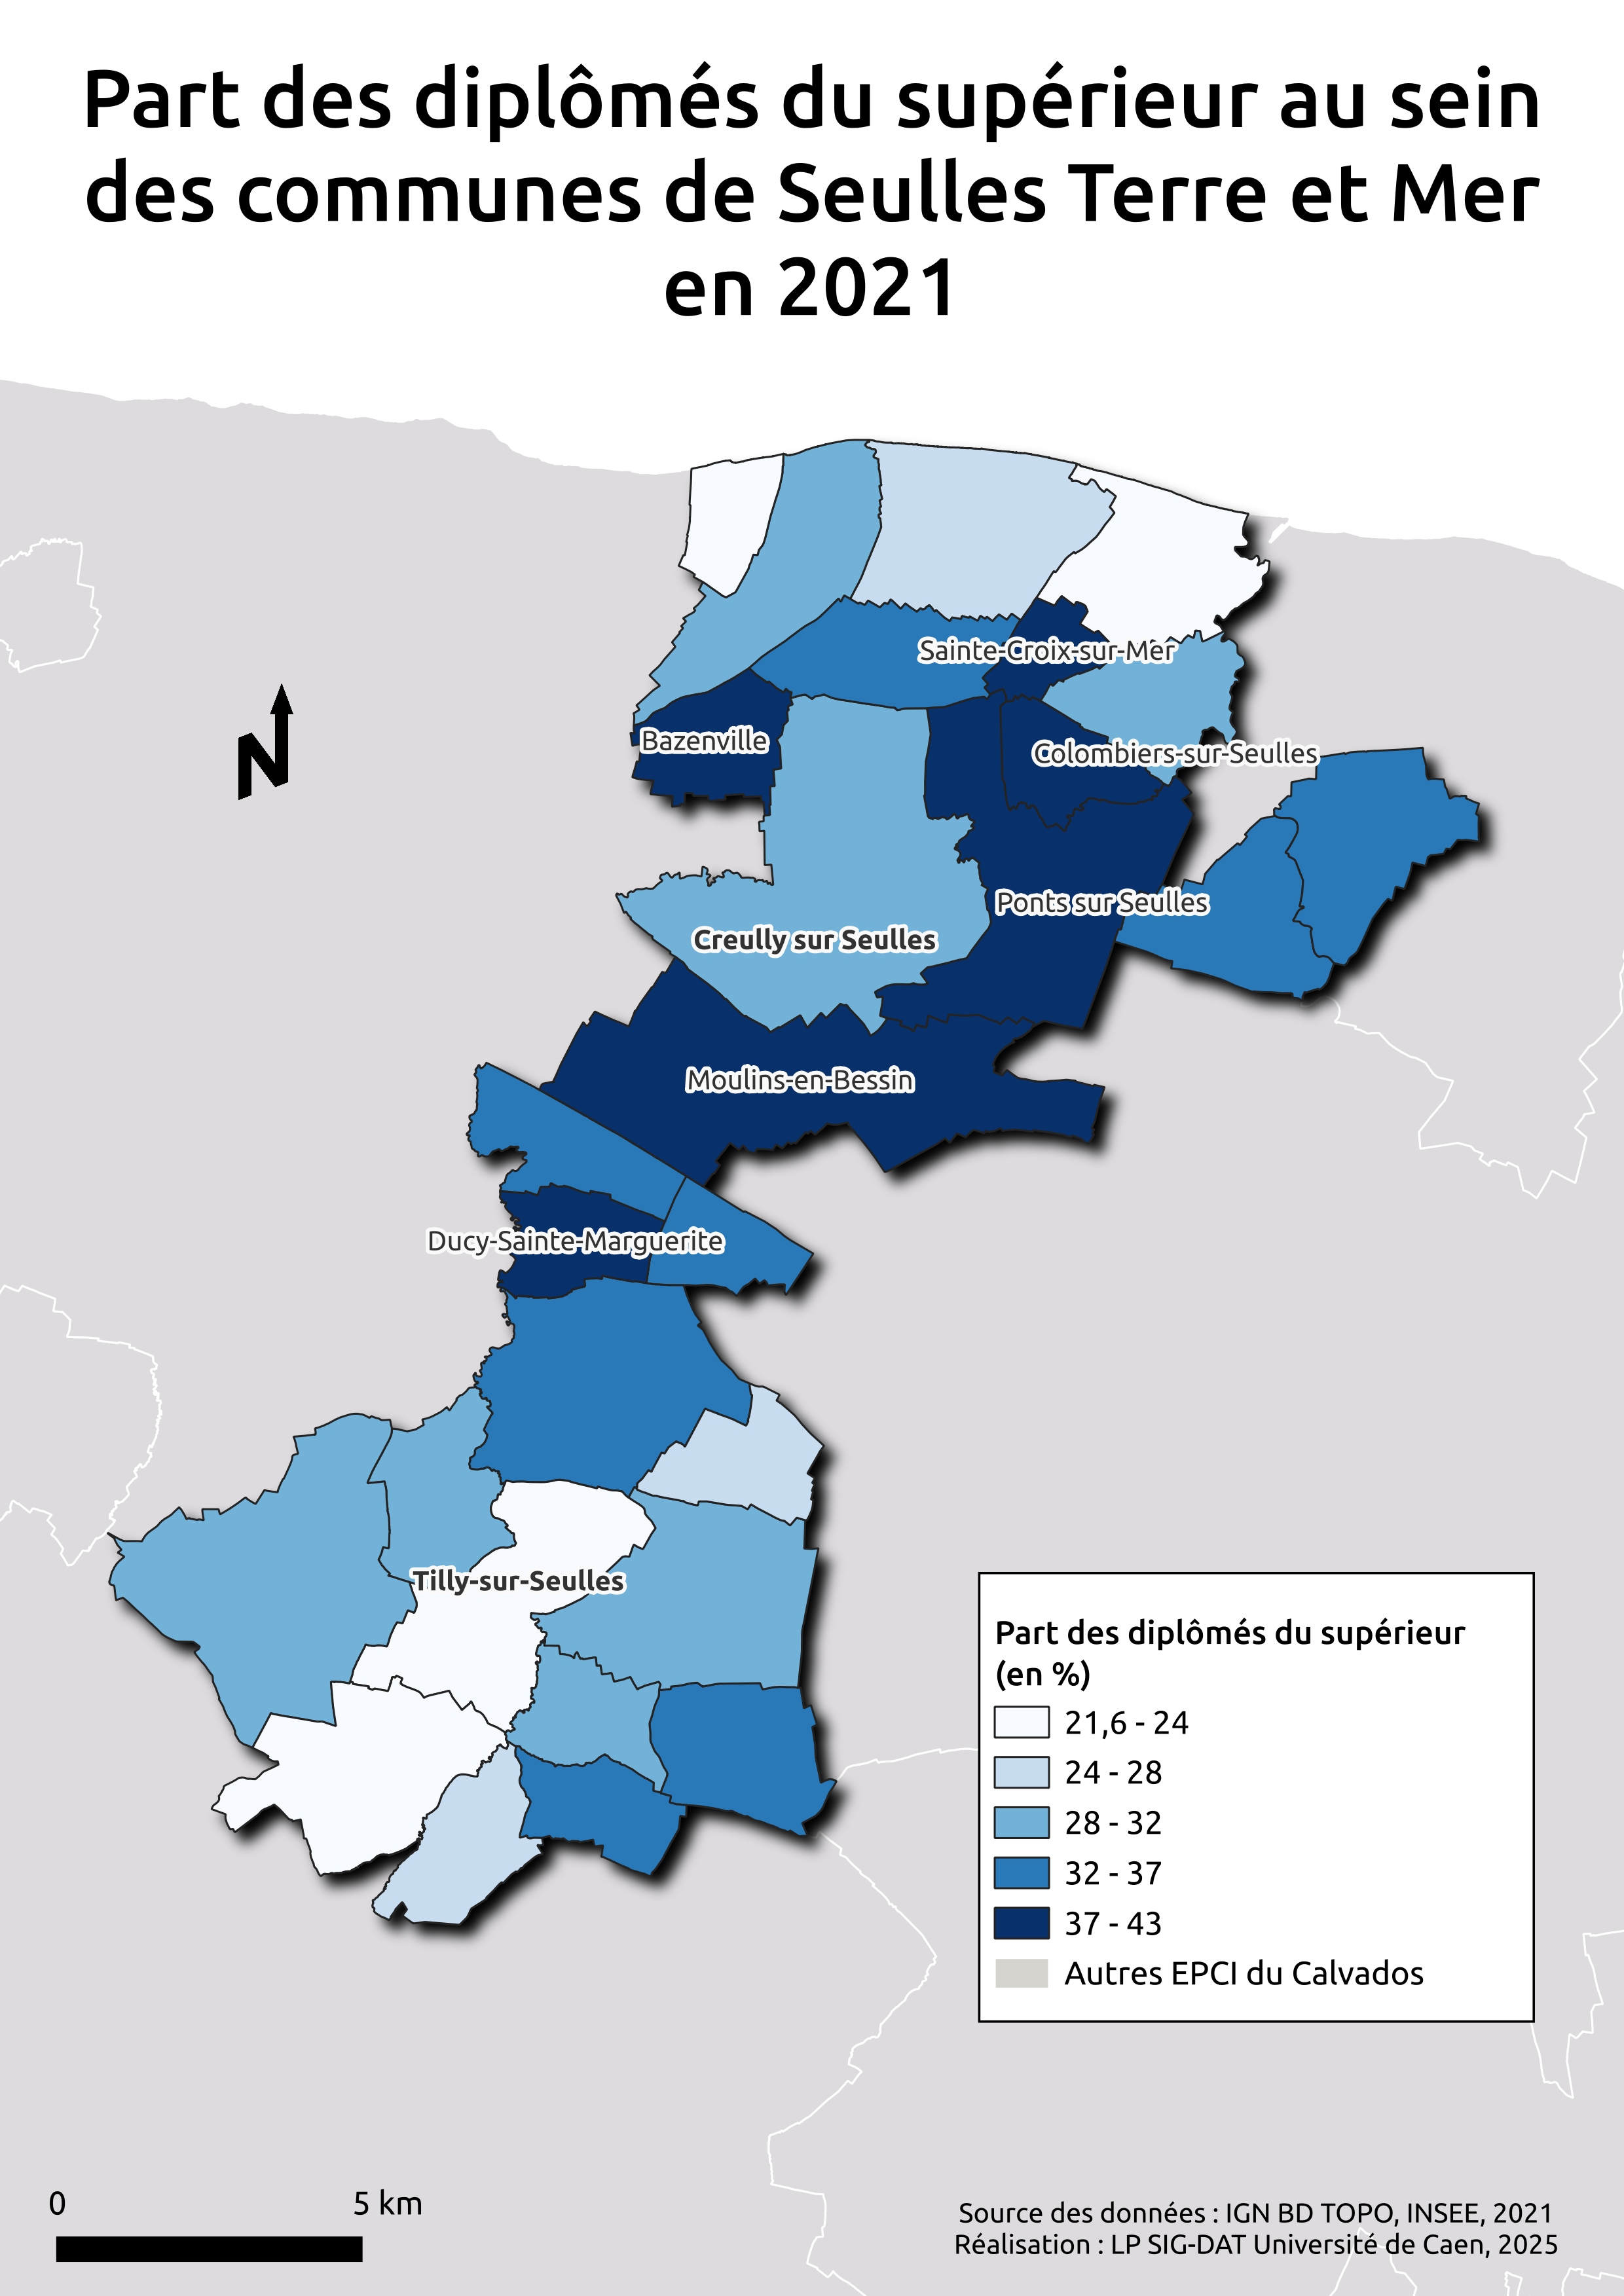 Part des diplômés du supérieur au sein
des communes de Seulles Terre et Mer
en 2021
Sainte-Croix-sur-Mer
Bazenville
Colombiers-sur-Seulles
N
Ponts sur Seulles
Creully sur Seulles
Moulins-en-Bessin
Ducy-Sainte-Marguerite
Tilly-sur-Seulles
Part des diplômés du supérieur
(en %)
21,6 - 24
24 - 28
28 - 32
32 - 37
37 - 43
Autres EPCI du Calvados
0 5 km
Source des données : IGN BD TOPO, INSEE, 2021
Réalisation : LP SIG-DAT Université de Caen, 2025